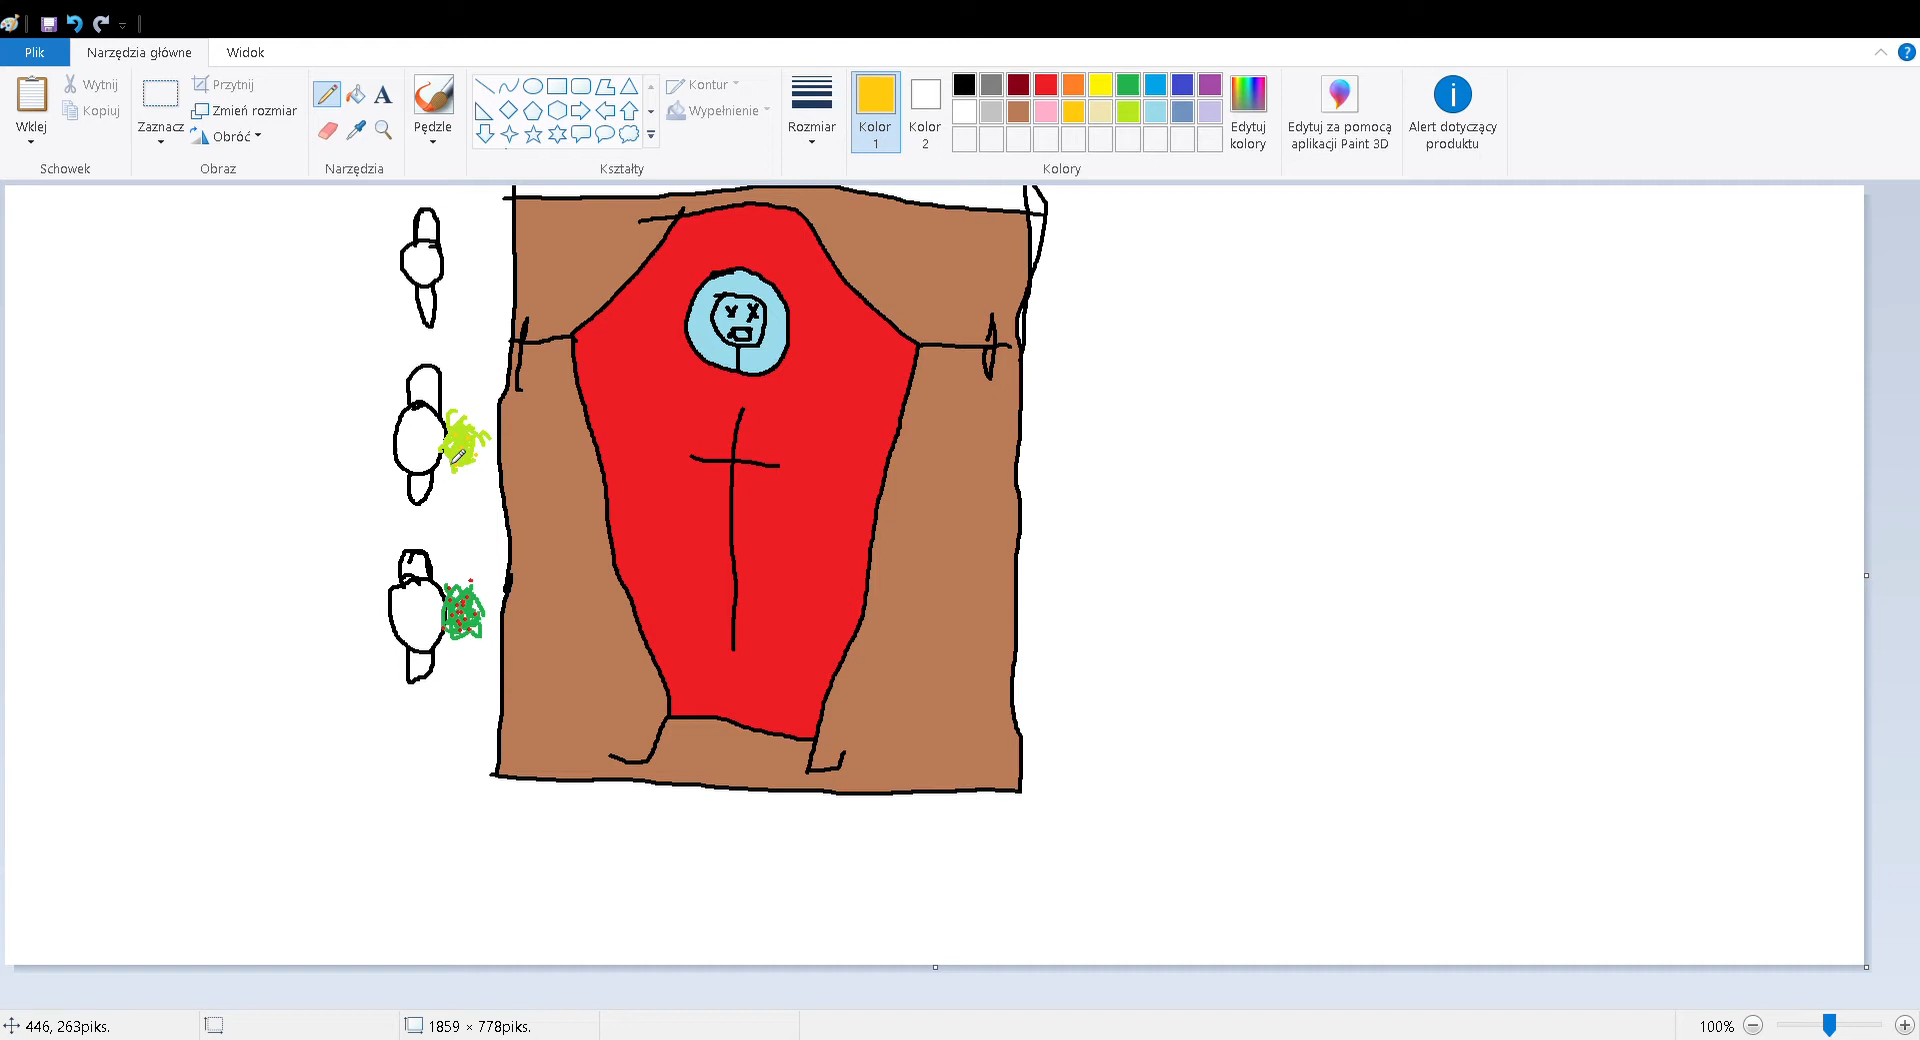 Plik Narzędzia główne Widok ?
Wklej
Wytnij
Kopiuj
Schowek
Zaznacz
Przytnij
Zmień rozmiar
Obróć
Obraz
A
Narzędzia
Pędzle
Kontur
Wypełnienie
Kształty
Rozmiar
Kolor
1
Kolor
2
Edytuj
kolory
Kolory
Edytuj za pomocą
aplikacji Paint 3D
Alert dotyczący
produktu
446, 263piks.
1859 × 778piks.
100%